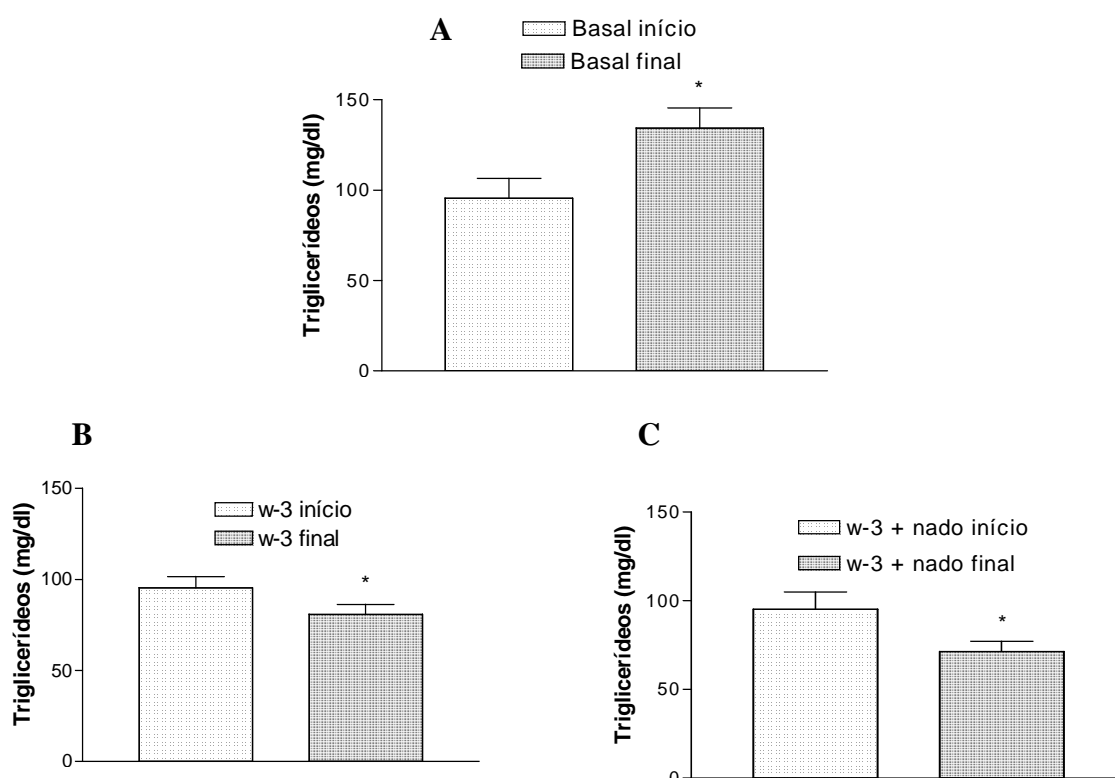 A
Basal início
Basal final
*
150
100
50
0
Triglicerídeos (mg/dl)
B
w-3 início
w-3 final
*
150
100
50
0
Triglicerídeos (mg/dl)
C
w-3 + nado início
w-3 + nado final
*
150
100
50
0
Triglicerídeos (mg/dl)